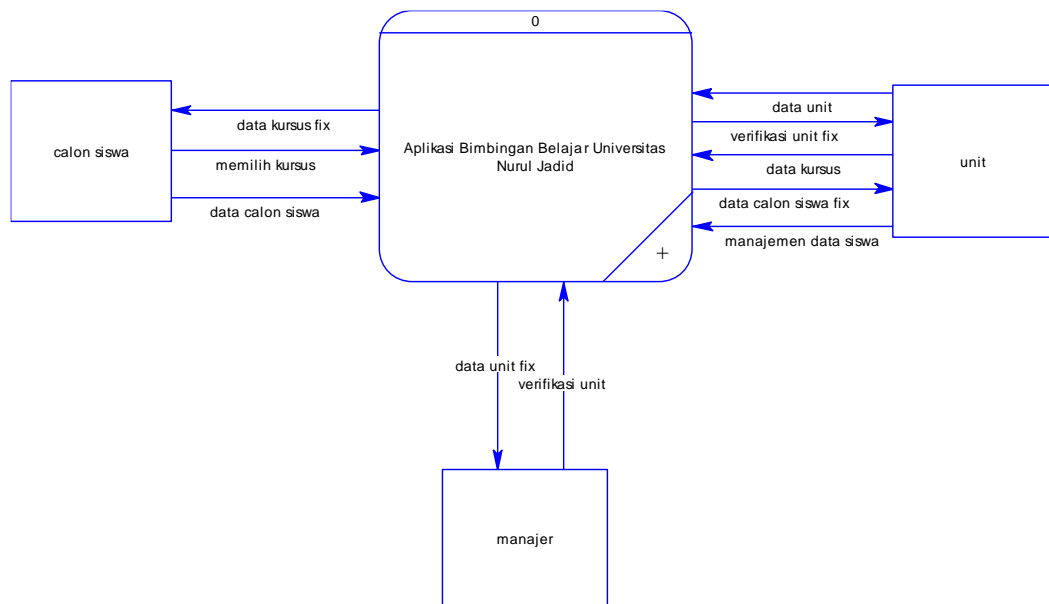 0
Aplikasi Bimbingan Belajar Universitas
Nurul Jadid
+
calon siswa
data kursus fix
memilih kursus
data calon siswa
data unit
verifikasi unit fix
data kursus
data calon siswa fix
manajemen data siswa
unit
data unit fix
verifikasi unit
manajer